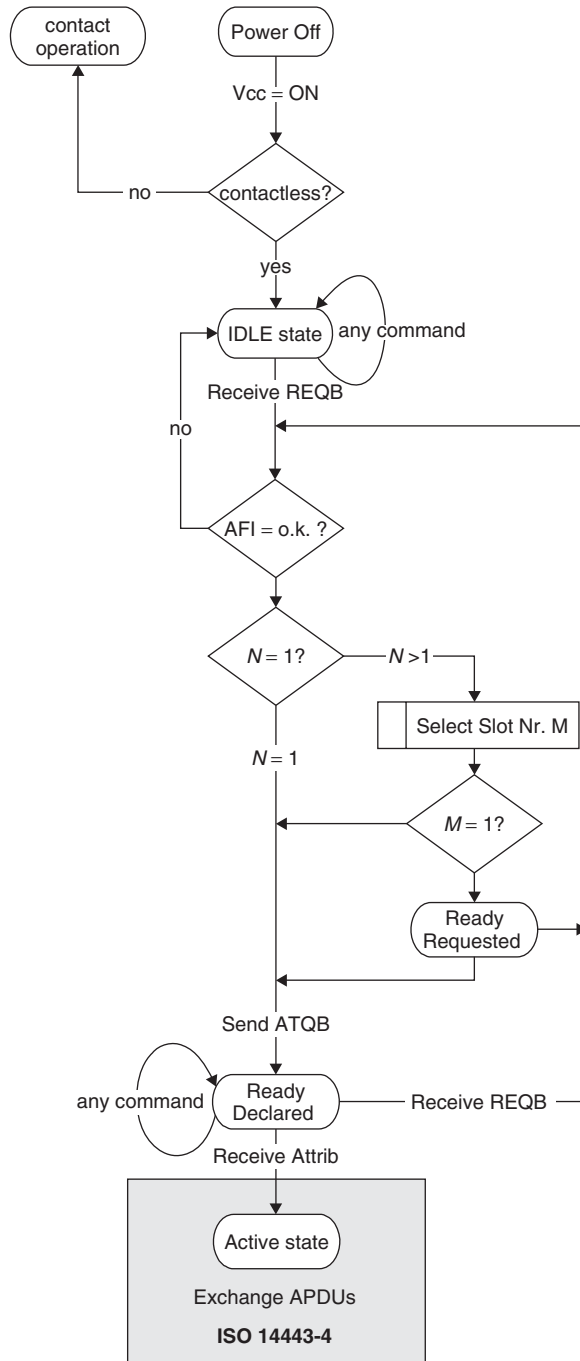 contact
operation
Power Off
Vcc = ON
no
contactless?
yes
IDLE state
any command
Receive REQB
no
AFI = o.k. ?
N = 1?
N >1
Select Slot Nr. M
N = 1
M = 1?
Ready
Requested
Send ATQB
any command
Ready
Declared
Receive REQB
Receive Attrib
Active state
Exchange APDUs
ISO 14443-4